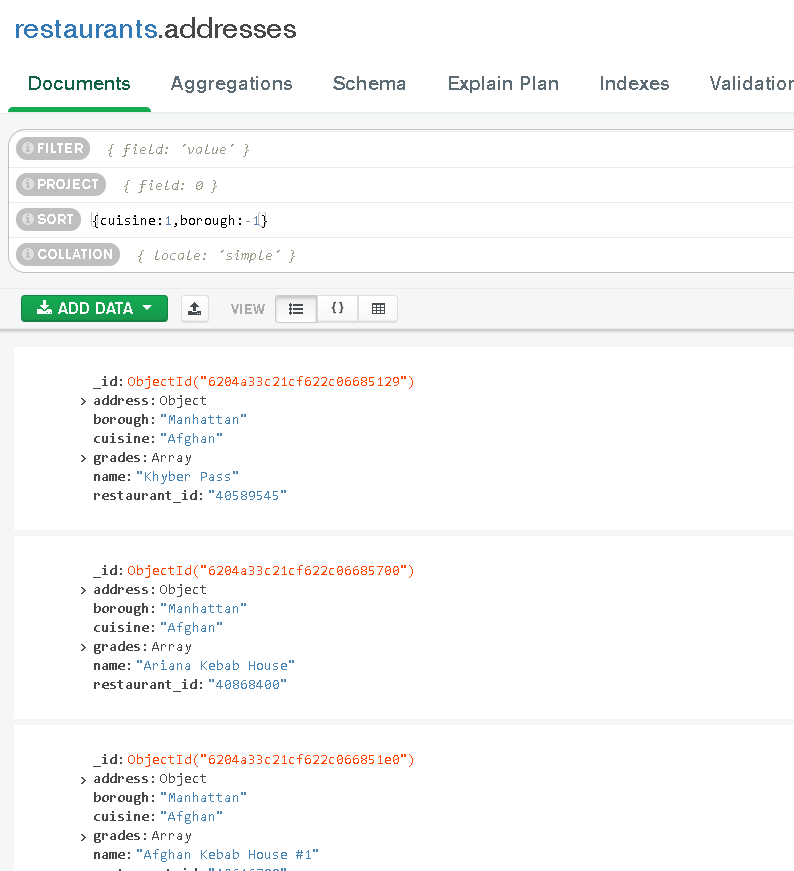 restaurants.addresses
Documents Aggregations Schema Explain Plan Indexes Validation
FILTER { field: 'value' }
PROJECT { field: 0 }
SORT {cuisine:1,borough:-1}
COLLATION { locale: 'simple' }
ADD DATA VIEW {}
_id: ObjectId("6204a33c21cf622c06685129")
> address: Object
borough: "Manhattan"
cuisine: "Afghan"
> grades: Array
name: "Khyber Pass"
restaurant_id: "40589545"
_id: ObjectId("6204a33c21cf622c06685700")
> address: Object
borough: "Manhattan"
cuisine: "Afghan"
> grades: Array
name: "Ariana Kebab House"
restaurant_id: "40868400"
_id: ObjectId("6204a33c21cf622c066851e0")
> address: Object
borough: "Manhattan"
cuisine: "Afghan"
> grades: Array
name: "Afghan Kebab House #1"